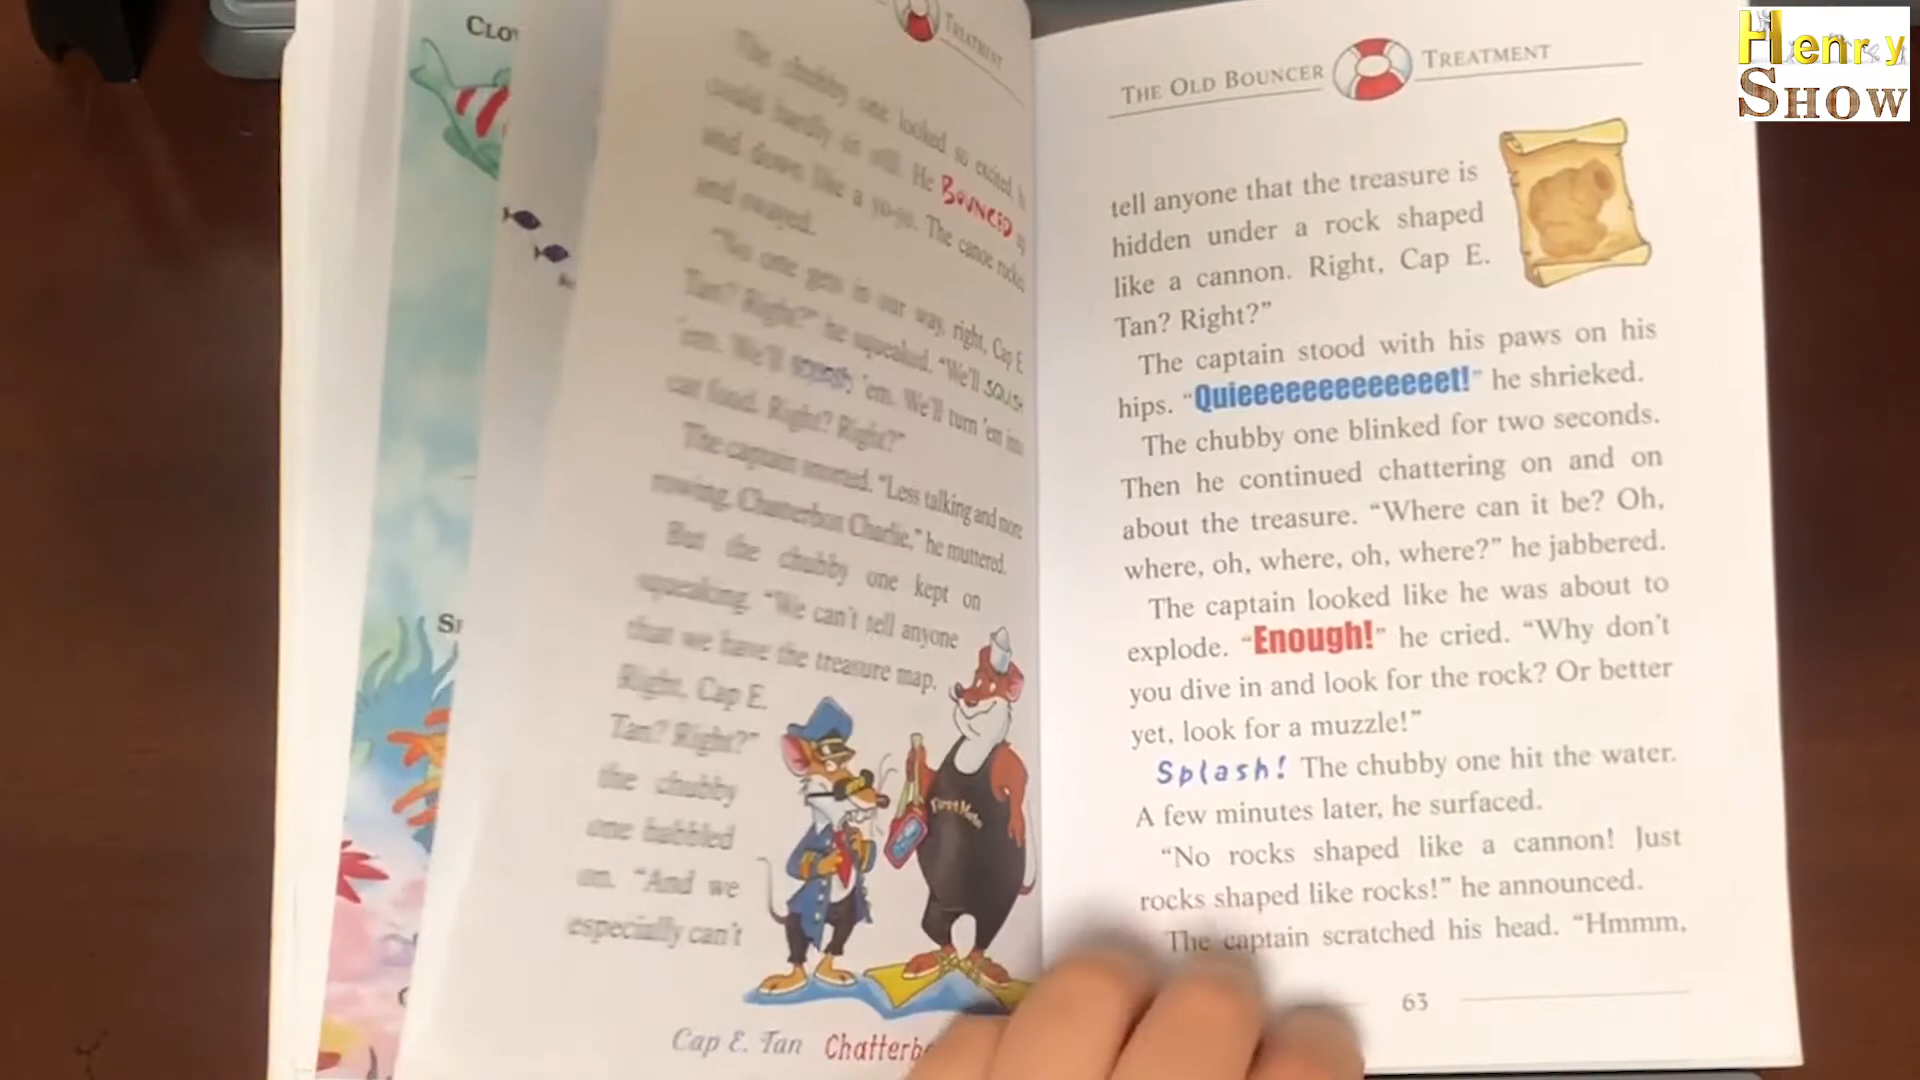 CLOW
TREATMENT
The chubby one looked so excited, he
could hardly sit still. He BOUNCED up
and down like a yo-yo. The canoe rocked
and swayed.
"No one gets in our way, right, Cap E.
Tan? Right?" he squeaked. "We'll SQUISH
'em. We'll squash 'em. We'll turn 'em into
cat food. Right? Right?"
The captain snorted. "Less talking and more
rowing, Chatterbox Charlie," he muttered.
But the chubby one kept on
squeaking. "We can't tell anyone
that we have the treasure map.
Right, Cap E.
Tan? Right?"
the chubby
one babbled
on. "And we
especially can't
First Mate
Cap E. Tan Chatterb
THE OLD BOUNCER TREATMENT
tell anyone that the treasure is
hidden under a rock shaped
like a cannon. Right, Cap E.
Tan? Right?"
The captain stood with his paws on his
hips. "Quieeeeeeeeeeeeet!" he shrieked.
The chubby one blinked for two seconds.
Then he continued chattering on and on
about the treasure. "Where can it be? Oh,
where, oh, where, oh, where?" he jabbered.
The captain looked like he was about to
explode. "Enough!" he cried. "Why don't
you dive in and look for the rock? Or better
yet, look for a muzzle!"
Splash! The chubby one hit the water.
A few minutes later, he surfaced.
"No rocks shaped like a cannon! Just
rocks shaped like rocks!" he announced.
The captain scratched his head. "Hmmm,
63
Henry
SHOW